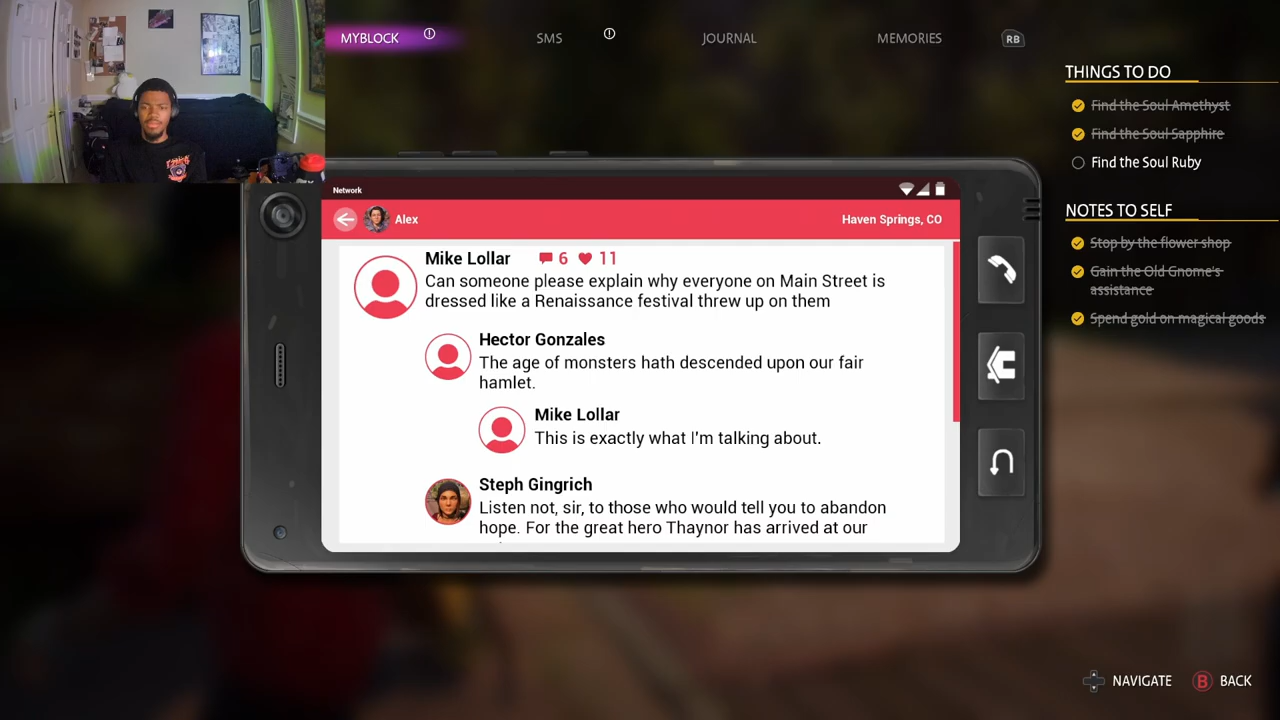 MYBLOCK
SMS
JOURNAL
MEMORIES
RB
THINGS TO DO
Find the Soul Amethyst
Find the Soul Sapphire
Find the Soul Ruby
NOTES TO SELF
Stop by the flower shop
Gain the Old Gnome's
assistance
Spend gold on magical goods
Network
Alex
Haven Springs, CO
Mike Lollar 6 11
Can someone please explain why everyone on Main Street is
dressed like a Renaissance festival threw up on them
Hector Gonzales
The age of monsters hath descended upon our fair
hamlet.
Mike Lollar
This is exactly what I'm talking about.
Steph Gingrich
Listen not, sir, to those who would tell you to abandon
hope. For the great hero Thaynor has arrived at our
NAVIGATE
B BACK